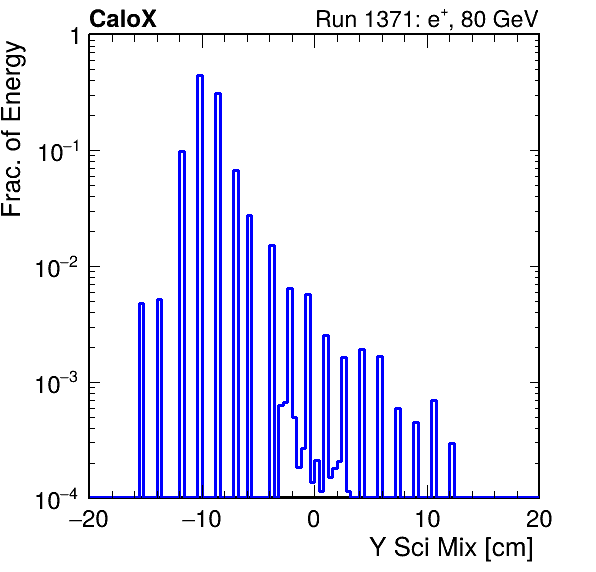 CaloX Run 1371: e⁺, 80 GeV
Frac. of Energy
1
10⁻¹
10⁻²
10⁻³
10⁻⁴
−20 −10 0 10 20
Y Sci Mix [cm]